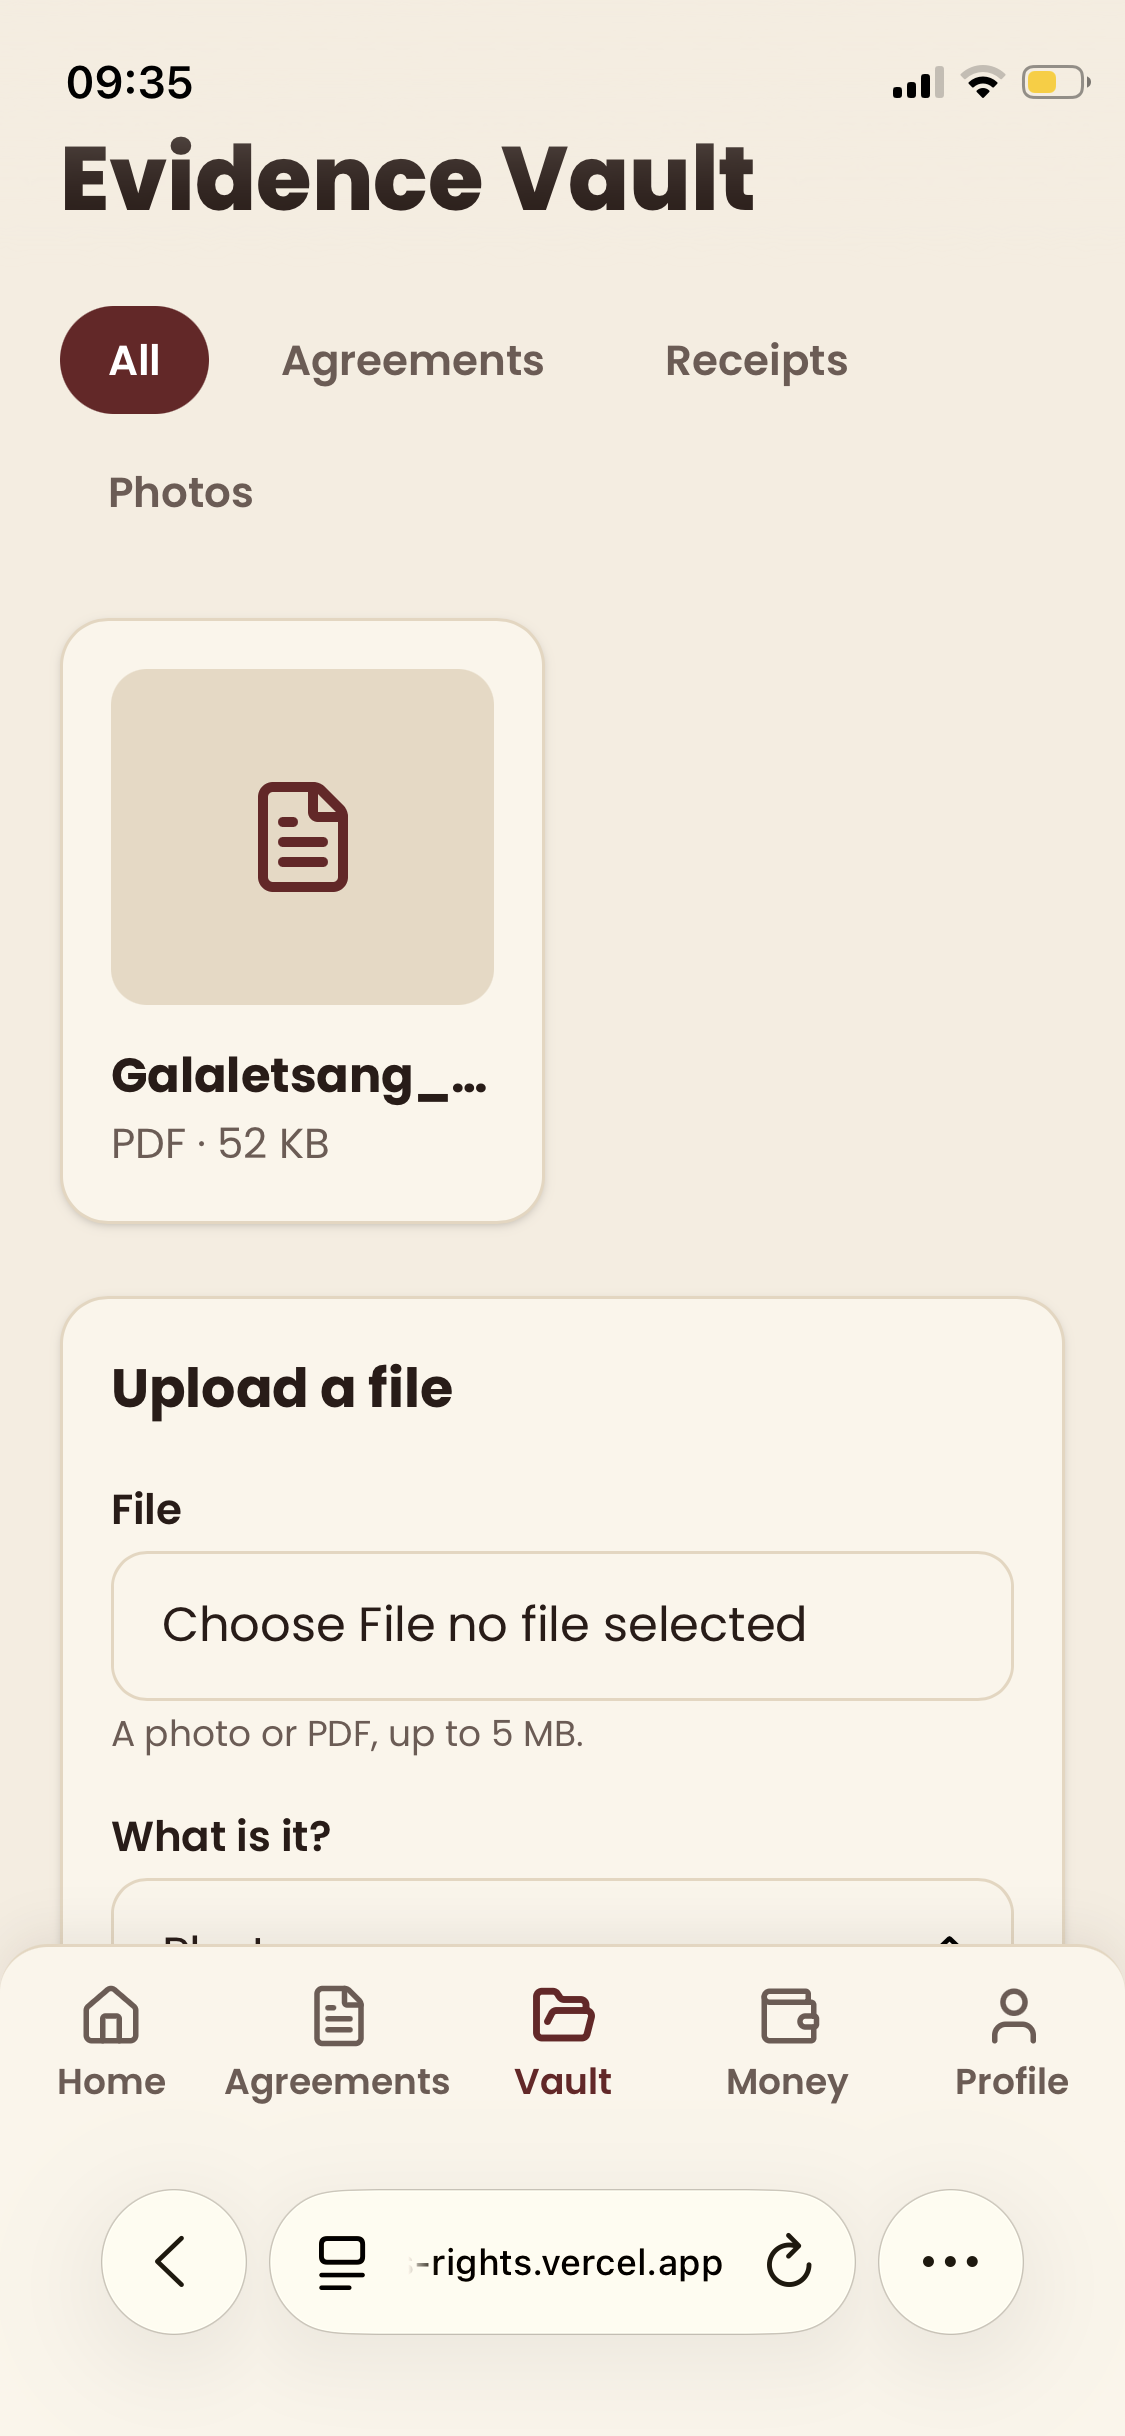 09:35
Evidence Vault
All Agreements Receipts
Photos
Galaletsang_...
PDF · 52 KB
Upload a file
File
Choose File no file selected
A photo or PDF, up to 5 MB.
What is it?
Home Agreements Vault Money Profile
-rights.vercel.app